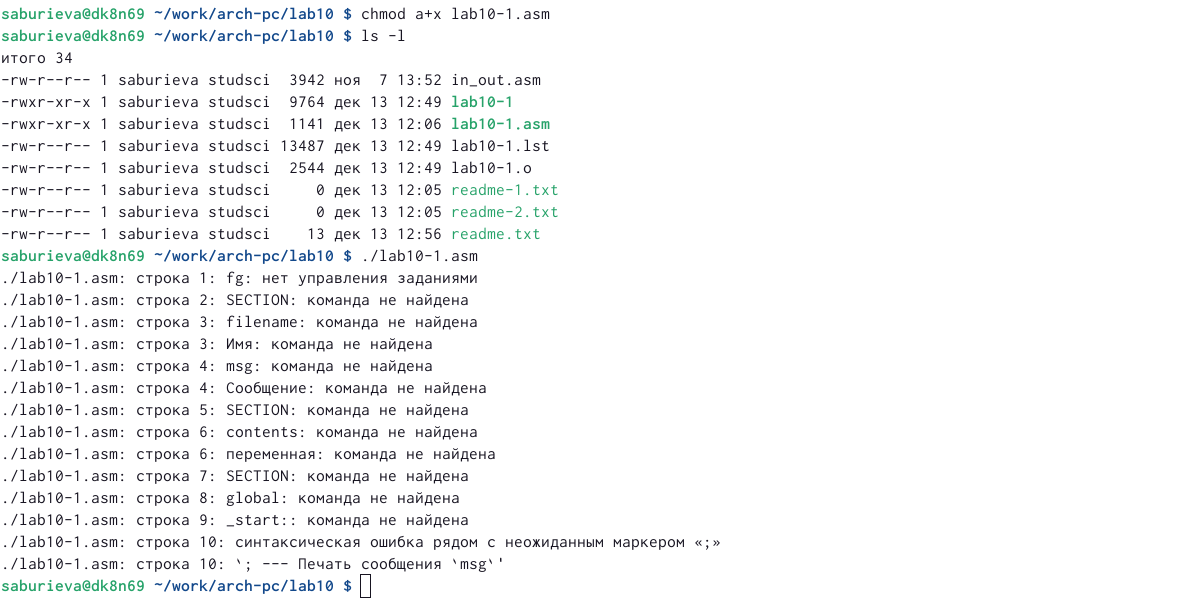 saburieva@dk8n69 ~/work/arch-pc/lab10 $ chmod a+x lab10-1.asm
saburieva@dk8n69 ~/work/arch-pc/lab10 $ ls -l
итого 34
-rw-r--r-- 1 saburieva studsci  3942 ноя  7 13:52 in_out.asm
-rwxr-xr-x 1 saburieva studsci  9764 дек 13 12:49 lab10-1
-rwxr-xr-x 1 saburieva studsci  1141 дек 13 12:06 lab10-1.asm
-rw-r--r-- 1 saburieva studsci 13487 дек 13 12:49 lab10-1.lst
-rw-r--r-- 1 saburieva studsci  2544 дек 13 12:49 lab10-1.o
-rw-r--r-- 1 saburieva studsci     0 дек 13 12:05 readme-1.txt
-rw-r--r-- 1 saburieva studsci     0 дек 13 12:05 readme-2.txt
-rw-r--r-- 1 saburieva studsci    13 дек 13 12:56 readme.txt
saburieva@dk8n69 ~/work/arch-pc/lab10 $ ./lab10-1.asm
./lab10-1.asm: строка 1: fg: нет управления заданиями
./lab10-1.asm: строка 2: SECTION: команда не найдена
./lab10-1.asm: строка 3: filename: команда не найдена
./lab10-1.asm: строка 3: Имя: команда не найдена
./lab10-1.asm: строка 4: msg: команда не найдена
./lab10-1.asm: строка 4: Сообщение: команда не найдена
./lab10-1.asm: строка 5: SECTION: команда не найдена
./lab10-1.asm: строка 6: contents: команда не найдена
./lab10-1.asm: строка 6: переменная: команда не найдена
./lab10-1.asm: строка 7: SECTION: команда не найдена
./lab10-1.asm: строка 8: global: команда не найдена
./lab10-1.asm: строка 9: _start:: команда не найдена
./lab10-1.asm: строка 10: синтаксическая ошибка рядом с неожиданным маркером «;»
./lab10-1.asm: строка 10: `; --- Печать сообщения `msg`'
saburieva@dk8n69 ~/work/arch-pc/lab10 $